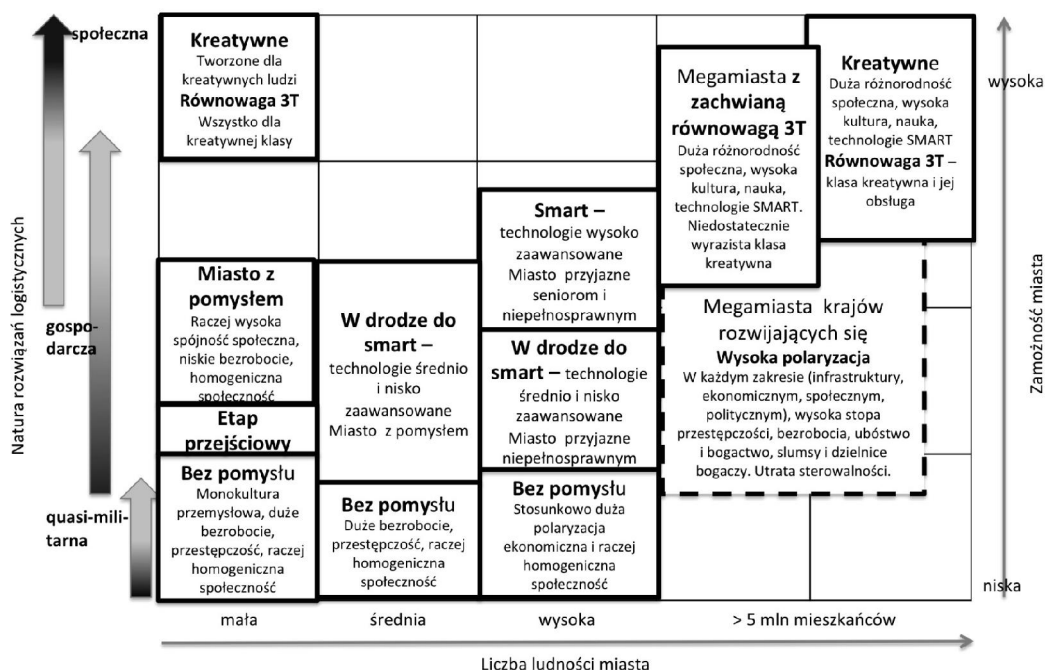 społeczna
gospo-
darcza
quasi-mili-
tarna
Natura rozwiązań logistycznych
Kreatywne
Tworzone dla
kreatywnych ludzi
Równowaga 3T
Wszystko dla
kreatywnej klasy
Miasto z
pomysłem
Raczej wysoka
spójność społeczna,
niskie bezrobocie,
homogeniczna
społeczność
Etap
przejściowy
Bez pomysłu
Monokultura
przemysłowa, duże
bezrobocie,
przestępczość, raczej
homogeniczna
społeczność
W drodze do
smart –
technologie średnio
i nisko
zaawansowane
Miasto z pomysłem
Bez pomysłu
Duże bezrobocie,
przestępczość, raczej
homogeniczna
społeczność
Smart –
technologie wysoko
zaawansowane
Miasto przyjazne
seniorom i
niepełnosprawnym
W drodze do
smart – technologie
średnio i nisko
zaawansowane
Miasto przyjazne
niepełnosprawnym
Bez pomysłu
Stosunkowo duża
polaryzacja
ekonomiczna i raczej
homogeniczna
społeczność
Megamiasta z
zachwianą
równowagą 3T
Duża różnorodność
społeczna, wysoka
kultura, nauka,
technologie SMART.
Niedostatecznie
wyrazista klasa
kreatywna
Kreatywne
Duża różnorodność
społeczna, wysoka
kultura, nauka,
technologie SMART
Równowaga 3T –
klasa kreatywna i jej
obsługa
Megamiasta krajów
rozwijających się
Wysoka polaryzacja
W każdym zakresie (infrastruktury,
ekonomicznym, społecznym,
politycznym), wysoka stopa
przestępczości, bezrobocia, ubóstwo
i bogactwo, slumsy i dzielnice
bogaczy. Utrata sterowalności.
wysoka
Zamożność miasta
niska
mała
średnia
wysoka
> 5 mln mieszkańców
Liczba ludności miasta